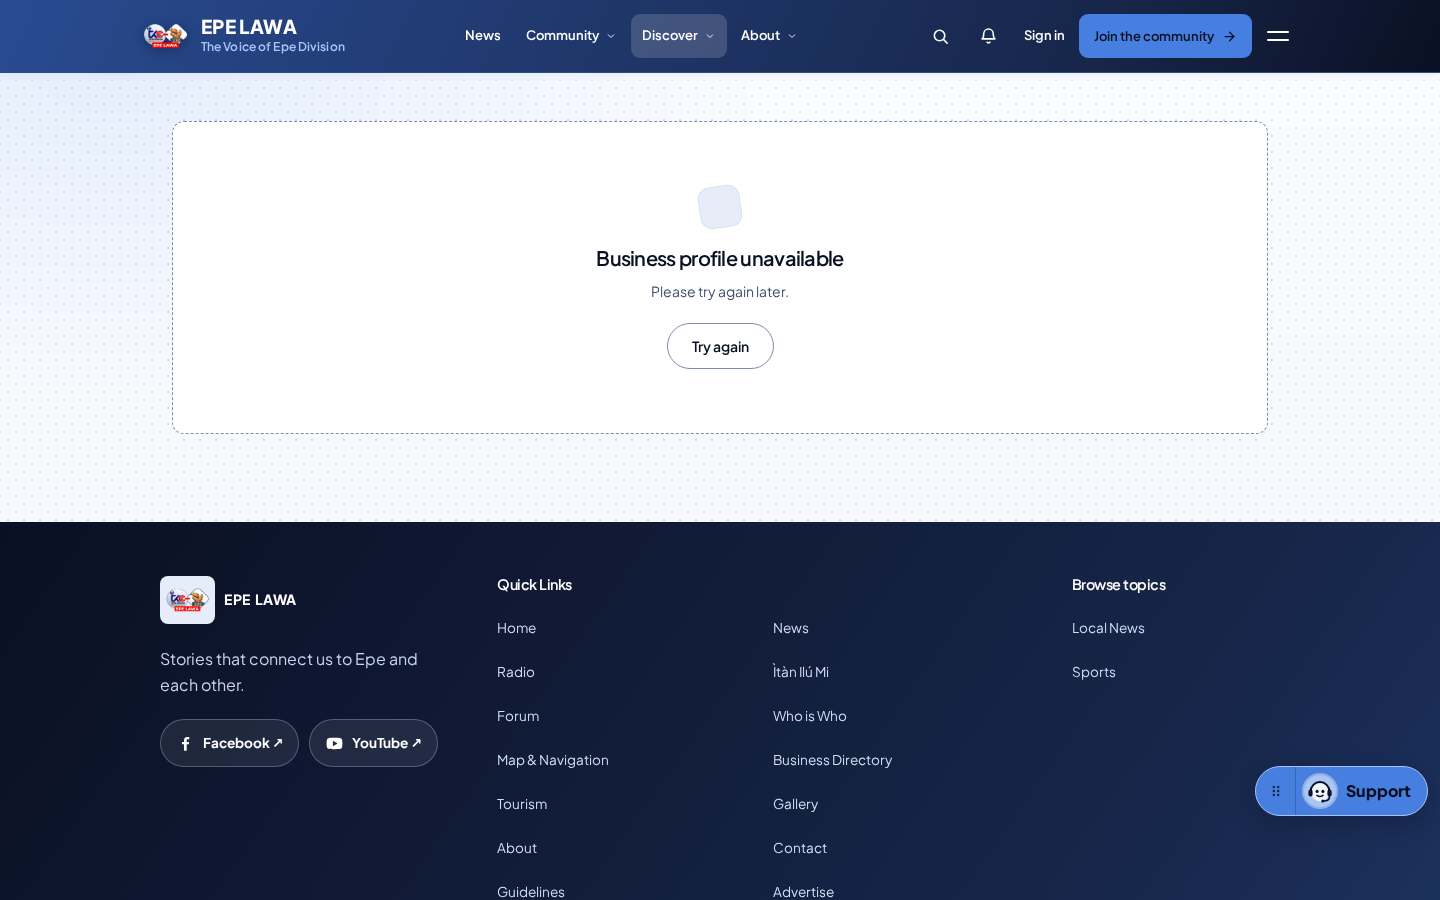 EPE LAWA
The Voice of Epe Division
News
Community
Discover
About
Sign in
Join the community
Business profile unavailable
Please try again later.
Try again
EPE LAWA
EPE LAWA
Stories that connect us to Epe and
each other.
Facebook ↗
YouTube ↗
Quick Links
Home
News
Radio
Ìtàn Ilú Mi
Forum
Who is Who
Map & Navigation
Business Directory
Tourism
Gallery
About
Contact
Guidelines
Advertise
Browse topics
Local News
Sports
Support